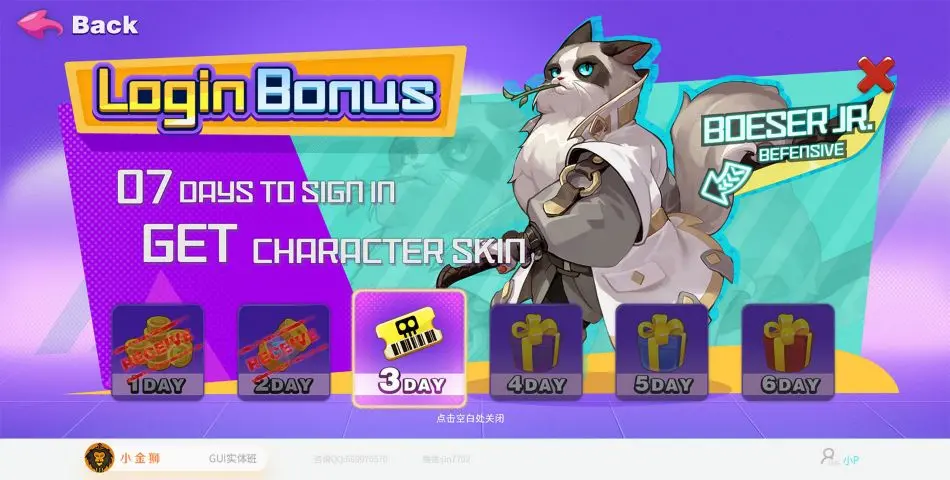 Back
Login Bonus
BOESER JR.
BEFENSIVE
07 DAYS TO SIGN IN
GET CHARACTER SKIN
RECEIVE
RECEIVE
1DAY
2DAY
3DAY
4DAY
5DAY
6DAY
点击空白处关闭
小金狮
GUI实体班
小P